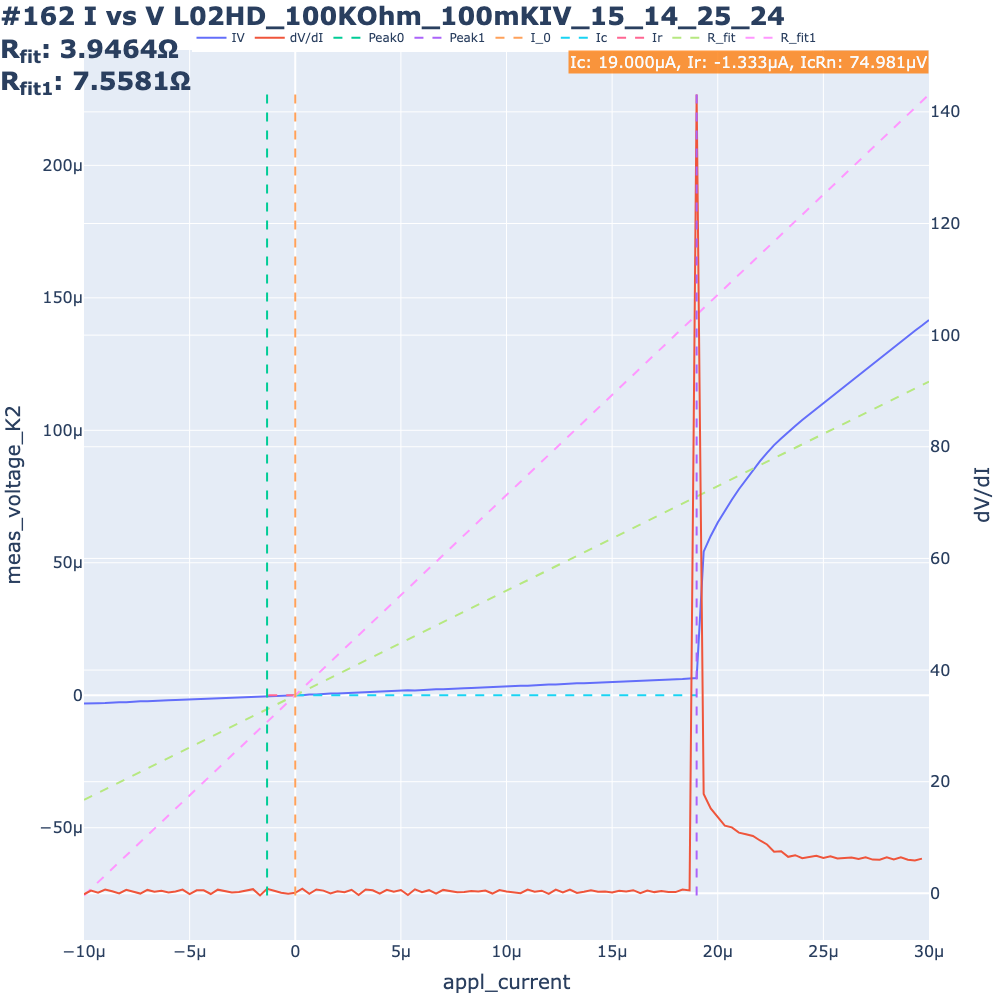 #162 I vs V L02HD_100KOhm_100mKIV_15_14_25_24
IV dV/dI Peak0 Peak1 I_0 Ic Ir R_fit R_fit1
Rfit: 3.9464Ω
Rfit1: 7.5581Ω
Ic: 19.000μA, Ir: -1.333μA, IcRn: 74.981μV
200μ
150μ
100μ
50μ
0
−50μ
meas_voltage_K2
140
120
100
80
60
40
20
0
dV/dI
−10μ −5μ 0 5μ 10μ 15μ 20μ 25μ 30μ
appl_current